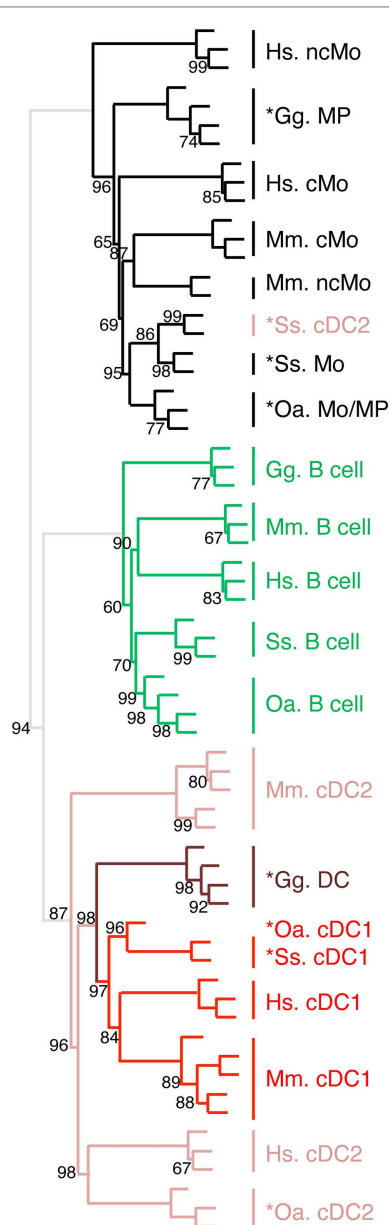 Hs. ncMo
99
*Gg. MP
74
96
Hs. cMo
85
65
87
Mm. cMo
Mm. ncMo
69
99
*Ss. cDC2
86
98
*Ss. Mo
95
77
*Oa. Mo/MP
Gg. B cell
77
90
Mm. B cell
67
Hs. B cell
83
60
Ss. B cell
99
70
99
98
98
Oa. B cell
94
80
Mm. cDC2
99
98
*Gg. DC
92
87
98
96
*Oa. cDC1
*Ss. cDC1
97
Hs. cDC1
84
96
89
Mm. cDC1
88
Hs. cDC2
67
98
*Oa. cDC2